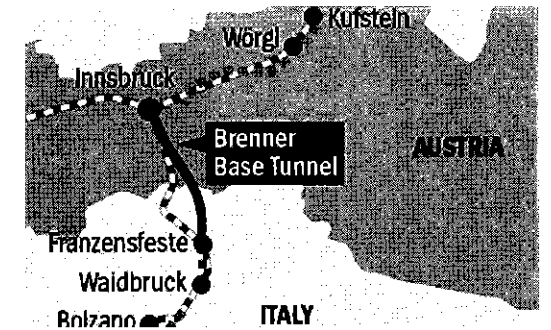 Kufstein
Wörgl
Innsbruck
Brenner
Base Tunnel
AUSTRIA
Franzensfeste
Waidbruck
Bolzano
ITALY